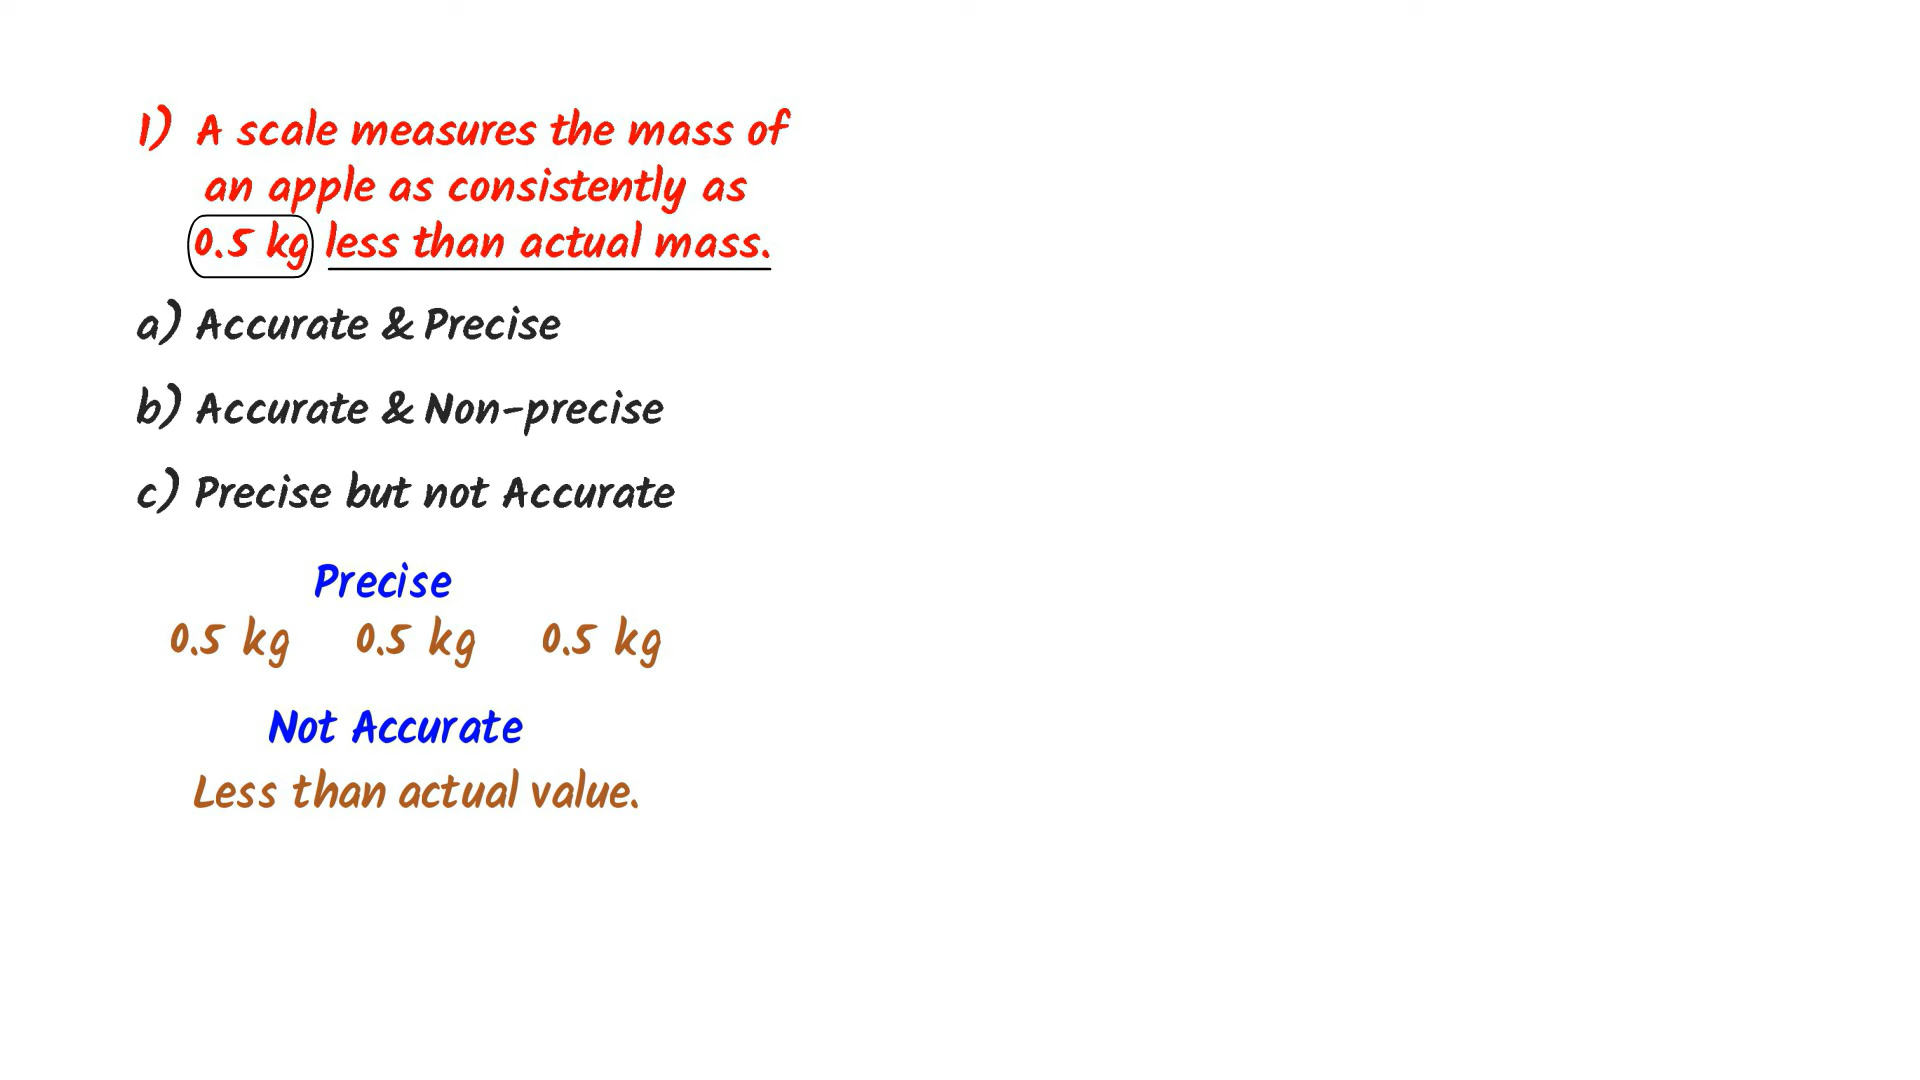 1) A scale measures the mass of
an apple as consistently as
0.5 kg less than actual mass.
a) Accurate & Precise
b) Accurate & Non-precise
c) Precise but not Accurate
Precise
0.5 kg 0.5 kg 0.5 kg
Not Accurate
Less than actual value.